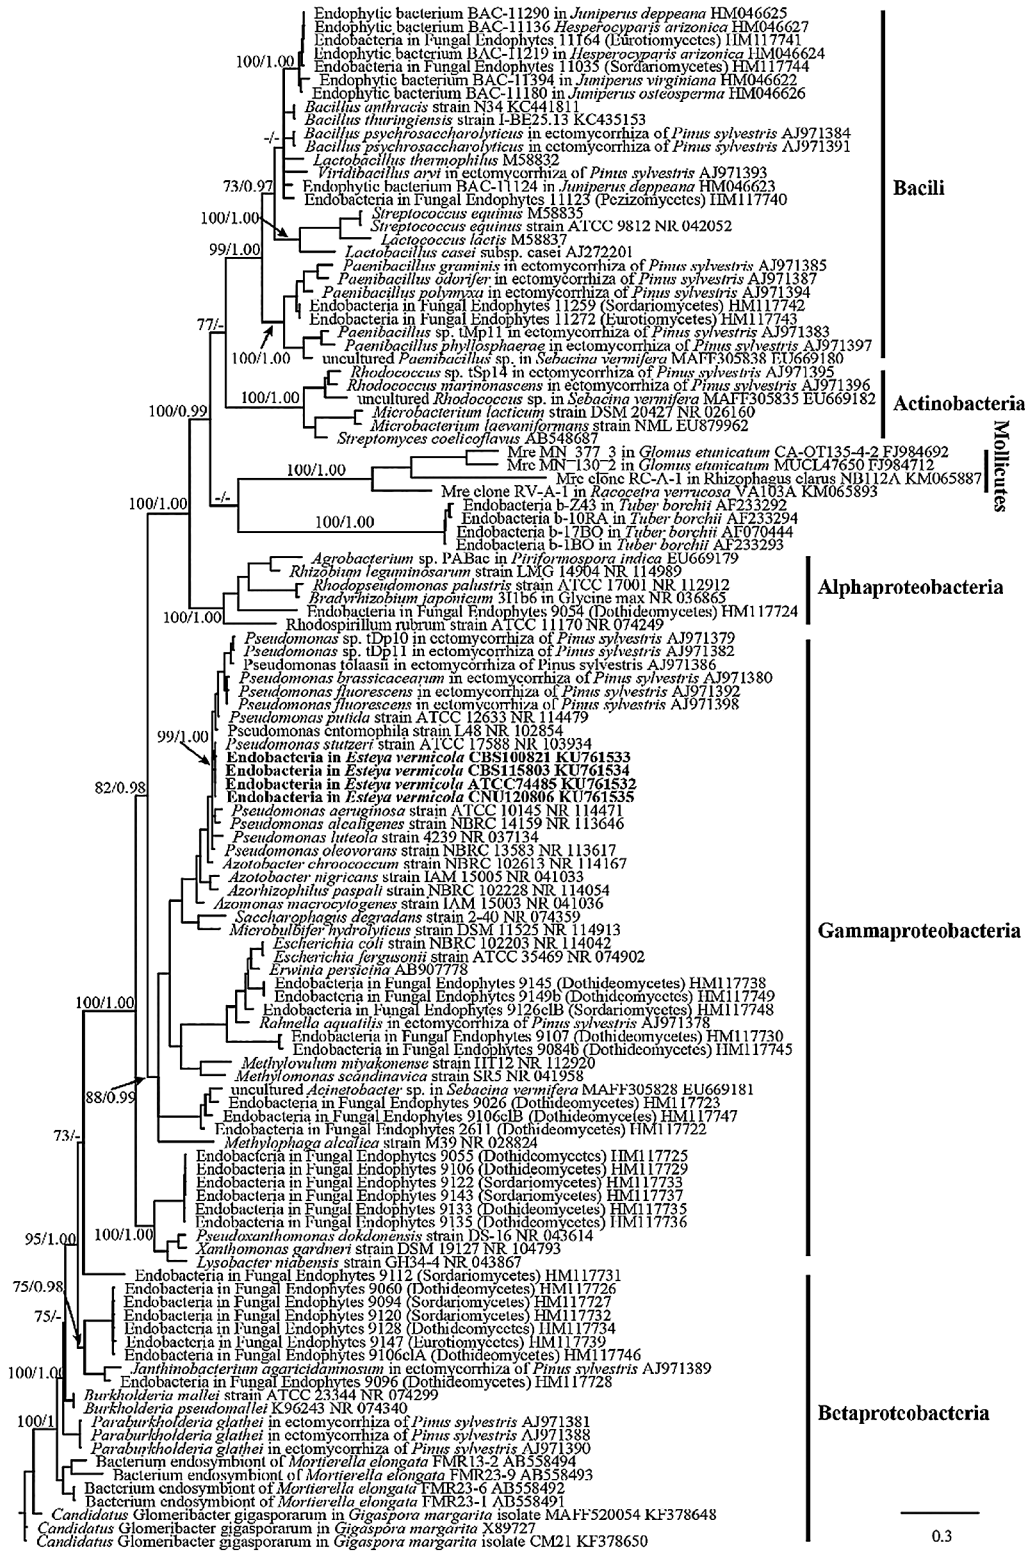 Endophytic bacterium BAC-11290 in Juniperus deppeana HM046625
Endophytic bacterium BAC-11136 Hesperocyparis arizonica HM046627
Endobacteria in Fungal Endophytes 11164 (Eurotiomycetes) HM117741
Endophytic bacterium BAC-11219 in Hesperocyparis arizonica HM046624
100/1.00
Endobacteria in Fungal Endophytes 11035 (Sordariomycetes) HM117744
Endophytic bacterium BAC-11394 in Juniperus virginiana HM046622
Endophytic bacterium BAC-11180 in Juniperus osteosperma HM046626
Bacillus anthracis strain N34 KC441811
Bacillus thuringiensis strain I-BE25.13 KC435153
-/-
Bacillus psychrosaccharolyticus in ectomycorrhiza of Pinus sylvestris AJ971384
Bacillus psychrosaccharolyticus in ectomycorrhiza of Pinus sylvestris AJ971391
Lactobacillus thermophilus M58832
Viridibacillus arvi in ectomycorrhiza of Pinus sylvestris AJ971393
73/0.97
Endophytic bacterium BAC-11124 in Juniperus deppeana HM046623
Bacili
Endobacteria in Fungal Endophytes 11123 (Pezizomycetes) HM117740
100/1.00
Streptococcus equinus M58835
Streptococcus equinus strain ATCC 9812 NR 042052
Lactococcus lactis M58837
99/1.00
Lactobacillus casei subsp. casei AJ272201
Paenibacillus graminis in ectomycorrhiza of Pinus sylvestris AJ971385
Paenibacillus odorifer in ectomycorrhiza of Pinus sylvestris AJ971387
Paenibacillus polymyxa in ectomycorrhiza of Pinus sylvestris AJ971394
Endobacteria in Fungal Endophytes 11259 (Sordariomycetes) HM117742
Endobacteria in Fungal Endophytes 11272 (Eurotiomycetes) HM117743
77/-
Paenibacillus sp. tMp11 in ectomycorrhiza of Pinus sylvestris AJ971383
Paenibacillus phyllosphaerae in ectomycorrhiza of Pinus sylvestris AJ971397
100/1.00
uncultured Paenibacillus sp. in Sebacina vermifera MAFF305838 EU669180
Rhodococcus sp. tSp14 in ectomycorrhiza of Pinus sylvestris AJ971395
Rhodococcus marinonascens in ectomycorrhiza of Pinus sylvestris AJ971396
100/1.00
uncultured Rhodococcus sp. in Sebacina vermifera MAFF305835 EU669182
Actinobacteria
100/0.99
Microbacterium lacticum strain DSM 20427 NR 026160
Microbacterium laevaniformans strain NML EU879962
Streptomyces coelicoflavus AB548687
Mollicutes
Mre MN_377_3 in Glomus etunicatum CA-OT135-4-2 FJ984692
Mre MN_130_2 in Glomus etunicatum MUCL47650 FJ984712
100/1.00
Mre clone RC-A-1 in Rhizophagus clarus NB112A KM065887
Mre clone RV-A-1 in Racocetra verrucosa VA103A KM065893
-/-
100/1.00
Endobacteria b-Z43 in Tuber borchii AF233292
Endobacteria b-10RA in Tuber borchii AF233294
100/1.00
Endobacteria b-17BO in Tuber borchii AF070444
Endobacteria b-1BO in Tuber borchii AF233293
Agrobacterium sp. PABac in Piriformospora indica EU669179
Rhizobium leguminosarum strain LMG 14904 NR 114989
Rhodopseudomonas palustris strain ATCC 17001 NR 112912
Alphaproteobacteria
Bradyrhizobium japonicum 3I1b6 in Glycine max NR 036865
Endobacteria in Fungal Endophytes 9054 (Dothideomycetes) HM117724
100/1.00
Rhodospirillum rubrum strain ATCC 11170 NR 074249
Pseudomonas sp. tDp10 in ectomycorrhiza of Pinus sylvestris AJ971379
Pseudomonas sp. tDp11 in ectomycorrhiza of Pinus sylvestris AJ971382
Pseudomonas tolaasii in ectomycorrhiza of Pinus sylvestris AJ971386
Pseudomonas brassicacearum in ectomycorrhiza of Pinus sylvestris AJ971380
Pseudomonas fluorescens in ectomycorrhiza of Pinus sylvestris AJ971392
Pseudomonas fluorescens in ectomycorrhiza of Pinus sylvestris AJ971398
Pseudomonas putida strain ATCC 12633 NR 114479
Pseudomonas entomophila strain L48 NR 102854
99/1.00
Pseudomonas stutzeri strain ATCC 17588 NR 103934
Endobacteria in Esteya vermicola CBS100821 KU761533
Endobacteria in Esteya vermicola CBS115803 KU761534
Endobacteria in Esteya vermicola ATCC74485 KU761532
82/0.98
Endobacteria in Esteya vermicola CNU120806 KU761535
Pseudomonas aeruginosa strain ATCC 10145 NR 114471
Pseudomonas alcaligenes strain NBRC 14159 NR 113646
Pseudomonas luteola strain 4239 NR 037134
Pseudomonas oleovorans strain NBRC 13583 NR 113617
Azotobacter chroococcum strain NBRC 102613 NR 114167
Azotobacter nigricans strain IAM 15005 NR 041033
Azorhizophilus paspali strain NBRC 102228 NR 114054
Azomonas macrocytogenes strain IAM 15003 NR 041036
Saccharophagus degradans strain 2-40 NR 074359
Microbulbifer hydrolyticus strain DSM 11525 NR 114913
Gammaproteobacteria
Escherichia coli strain NBRC 102203 NR 114042
Escherichia fergusonii strain ATCC 35469 NR 074902
Erwinia persicina AB907778
Endobacteria in Fungal Endophytes 9145 (Dothideomycetes) HM117738
Endobacteria in Fungal Endophytes 9149b (Dothideomycetes) HM117749
100/1.00
Endobacteria in Fungal Endophytes 9126clB (Sordariomycetes) HM117748
Rahnella aquatilis in ectomycorrhiza of Pinus sylvestris AJ971378
Endobacteria in Fungal Endophytes 9107 (Dothideomycetes) HM117730
Endobacteria in Fungal Endophytes 9084b (Dothideomycetes) HM117745
Methylovulum miyakonense strain HT12 NR 112920
Methylomonas scandinavica strain SR5 NR 041958
88/0.99
uncultured Acinetobacter sp. in Sebacina vermifera MAFF305828 EU669181
Endobacteria in Fungal Endophytes 9026 (Dothideomycetes) HM117723
Endobacteria in Fungal Endophytes 9106clB (Dothideomycetes) HM117747
Endobacteria in Fungal Endophytes 2611 (Dothideomycetes) HM117722
73/-
Methylophaga alcalica strain M39 NR 028824
Endobacteria in Fungal Endophytes 9055 (Dothideomycetes) HM117725
Endobacteria in Fungal Endophytes 9106 (Dothideomycetes) HM117729
Endobacteria in Fungal Endophytes 9122 (Sordariomycetes) HM117733
Endobacteria in Fungal Endophytes 9143 (Sordariomycetes) HM117737
Endobacteria in Fungal Endophytes 9133 (Dothideomycetes) HM117735
Endobacteria in Fungal Endophytes 9135 (Dothideomycetes) HM117736
95/1.00
100/1.00
Pseudoxanthomonas dokdonensis strain DS-16 NR 043614
Xanthomonas gardneri strain DSM 19127 NR 104793
Lysobacter niabensis strain GH34-4 NR 043867
Endobacteria in Fungal Endophytes 9112 (Sordariomycetes) HM117731
75/0.98
Endobacteria in Fungal Endophytes 9060 (Dothideomycetes) HM117726
Endobacteria in Fungal Endophytes 9094 (Sordariomycetes) HM117727
75/-
Endobacteria in Fungal Endophytes 9120 (Sordariomycetes) HM117732
Endobacteria in Fungal Endophytes 9128 (Dothideomycetes) HM117734
Endobacteria in Fungal Endophytes 9147 (Eurotiomycetes) HM117739
Endobacteria in Fungal Endophytes 9106clA (Dothideomycetes) HM117746
100/1.00
Janthinobacterium agaricidamnosum in ectomycorrhiza of Pinus sylvestris AJ971389
Endobacteria in Fungal Endophytes 9096 (Dothideomycetes) HM117728
Burkholderia mallei strain ATCC 23344 NR 074299
Burkholderia pseudomallei K96243 NR 074340
Betaproteobacteria
100/1
Paraburkholderia glathei in ectomycorrhiza of Pinus sylvestris AJ971381
Paraburkholderia glathei in ectomycorrhiza of Pinus sylvestris AJ971388
Paraburkholderia glathei in ectomycorrhiza of Pinus sylvestris AJ971390
Bacterium endosymbiont of Mortierella elongata FMR13-2 AB558494
Bacterium endosymbiont of Mortierella elongata FMR23-9 AB558493
Bacterium endosymbiont of Mortierella elongata FMR23-6 AB558492
Bacterium endosymbiont of Mortierella elongata FMR23-1 AB558491
Candidatus Glomeribacter gigasporarum in Gigaspora margarita isolate MAFF520054 KF378648
Candidatus Glomeribacter gigasporarum in Gigaspora margarita X89727
0.3
Candidatus Glomeribacter gigasporarum in Gigaspora margarita isolate CM21 KF378650